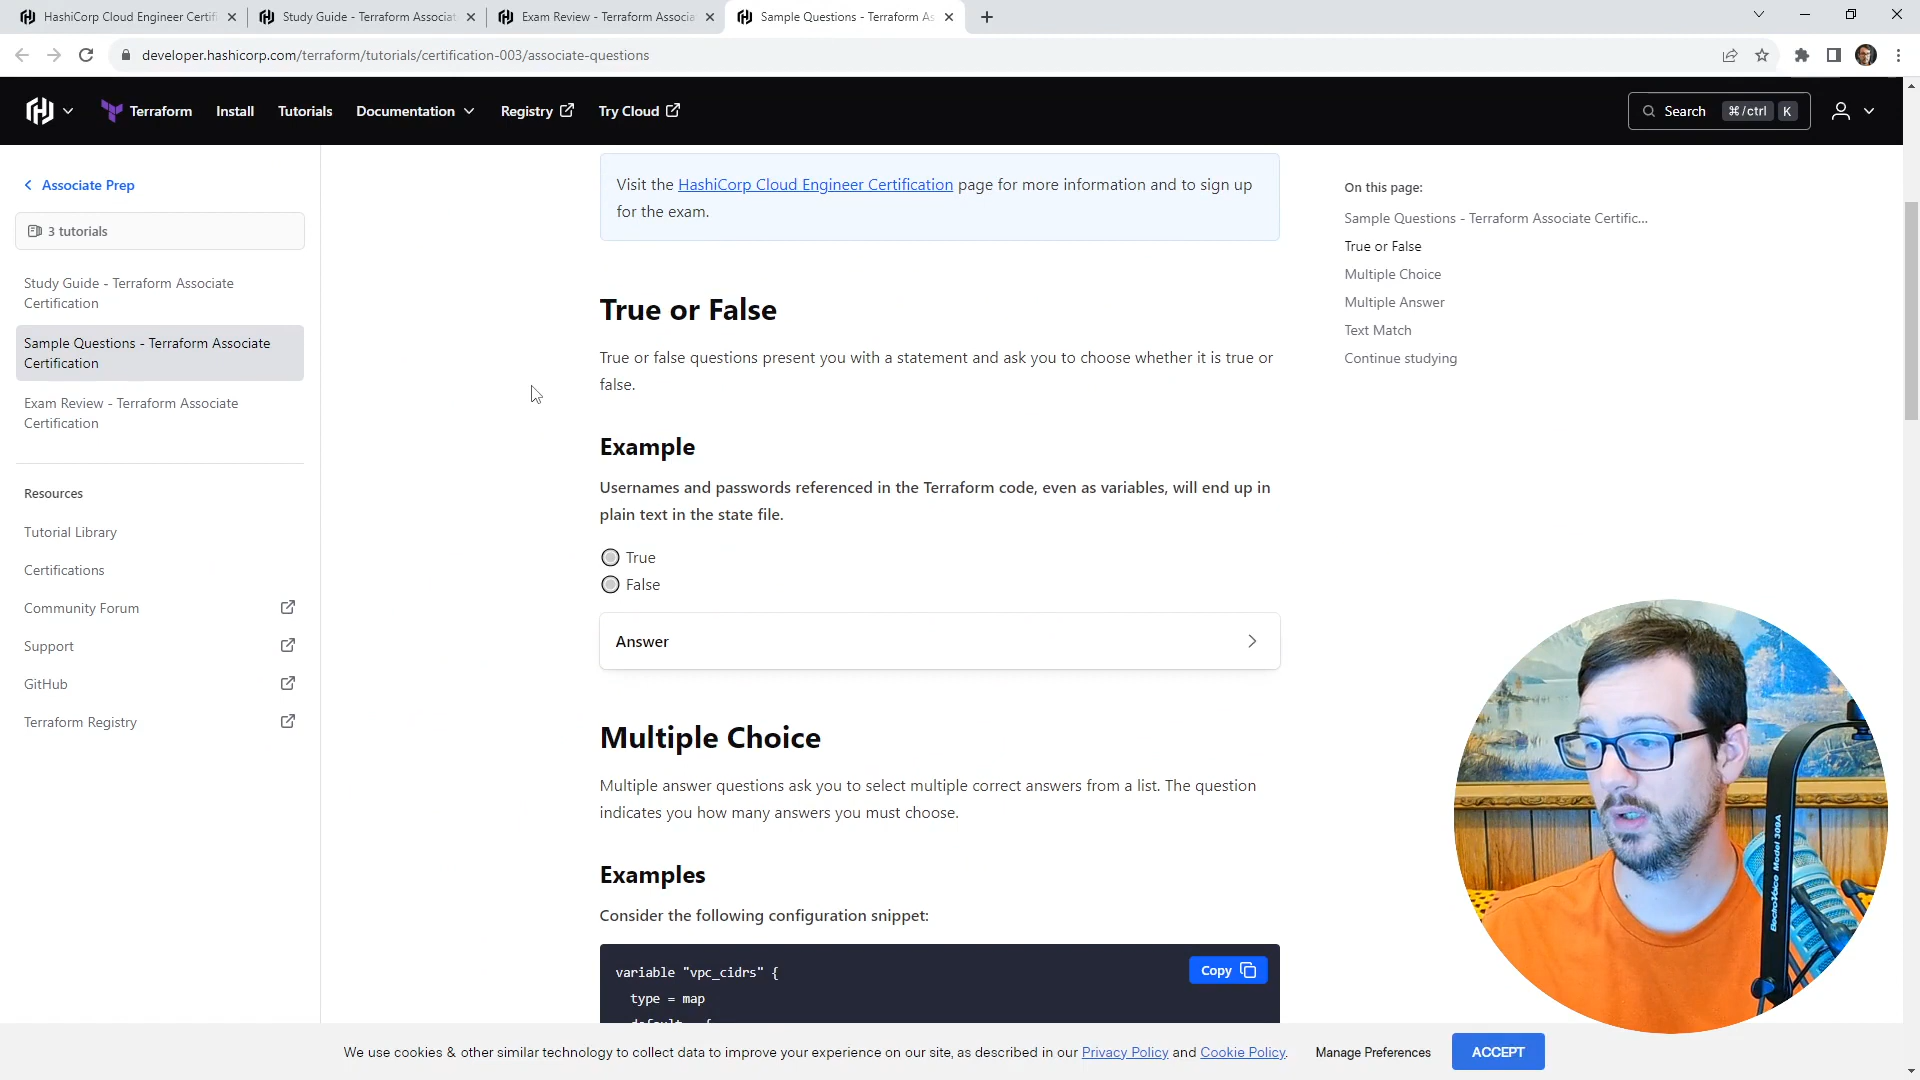 HashiCorp Cloud Engineer Certifi
Study Guide - Terraform Associat
Exam Review - Terraform Associa
Sample Questions - Terraform As
developer.hashicorp.com/terraform/tutorials/certification-003/associate-questions
Terraform
Install
Tutorials
Documentation
Registry
Try Cloud
Search
⌘/ctrl
K
Associate Prep
3 tutorials
Study Guide - Terraform Associate
Certification
Sample Questions - Terraform Associate
Certification
Exam Review - Terraform Associate
Certification
Resources
Tutorial Library
Certifications
Community Forum
Support
GitHub
Terraform Registry
Visit the HashiCorp Cloud Engineer Certification page for more information and to sign up
for the exam.
True or False
True or false questions present you with a statement and ask you to choose whether it is true or
false.
Example
Usernames and passwords referenced in the Terraform code, even as variables, will end up in
plain text in the state file.
True
False
Answer
Multiple Choice
Multiple answer questions ask you to select multiple correct answers from a list. The question
indicates you how many answers you must choose.
Examples
Consider the following configuration snippet:
Copy
variable "vpc_cidrs" {
type = map
default = {
On this page:
Sample Questions - Terraform Associate Certific...
True or False
Multiple Choice
Multiple Answer
Text Match
Continue studying
ElectroVoice Model 309A
We use cookies & other similar technology to collect data to improve your experience on our site, as described in our Privacy Policy and Cookie Policy.
Manage Preferences
ACCEPT